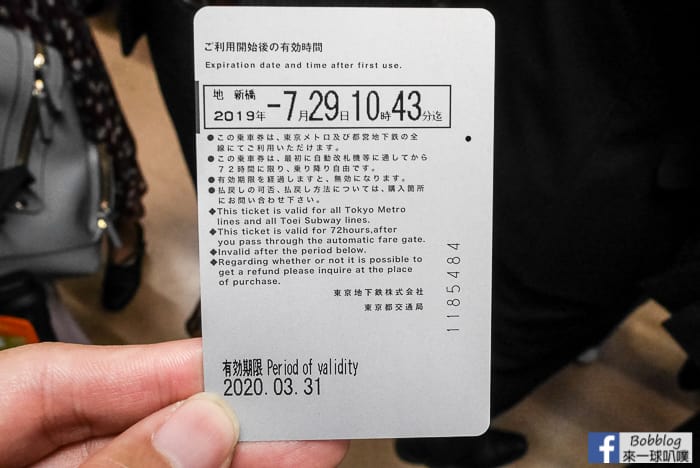 ご利用開始後の有効時間
Expiration date and time after first use.
地 新橋
2019年-7月29日10時43分迄
●この乗車券は、東京メトロ及び都営地下鉄の全
線にてご利用いただけます。
●この乗車券は、最初に自動改札機等に通してから
72時間に限り、乗り降り自由です。
●有効期限を経過しますと、無効になります。
●払戻しの可否、払戻し方法については、購入箇所
にお問い合わせ下さい。
◆This ticket is valid for all Tokyo Metro
lines and all Toei Subway lines.
◆This ticket is valid for 72hours,after
you pass through the automatic fare gate.
◆Invalid after the period below.
◆Regarding whether or not it is possible to
get a refund please inquire at the place
of purchase.
東京地下鉄株式会社
東京都交通局
1185484
有効期限 Period of validity
2020.03.31
f Bobblog
來一球叭噗